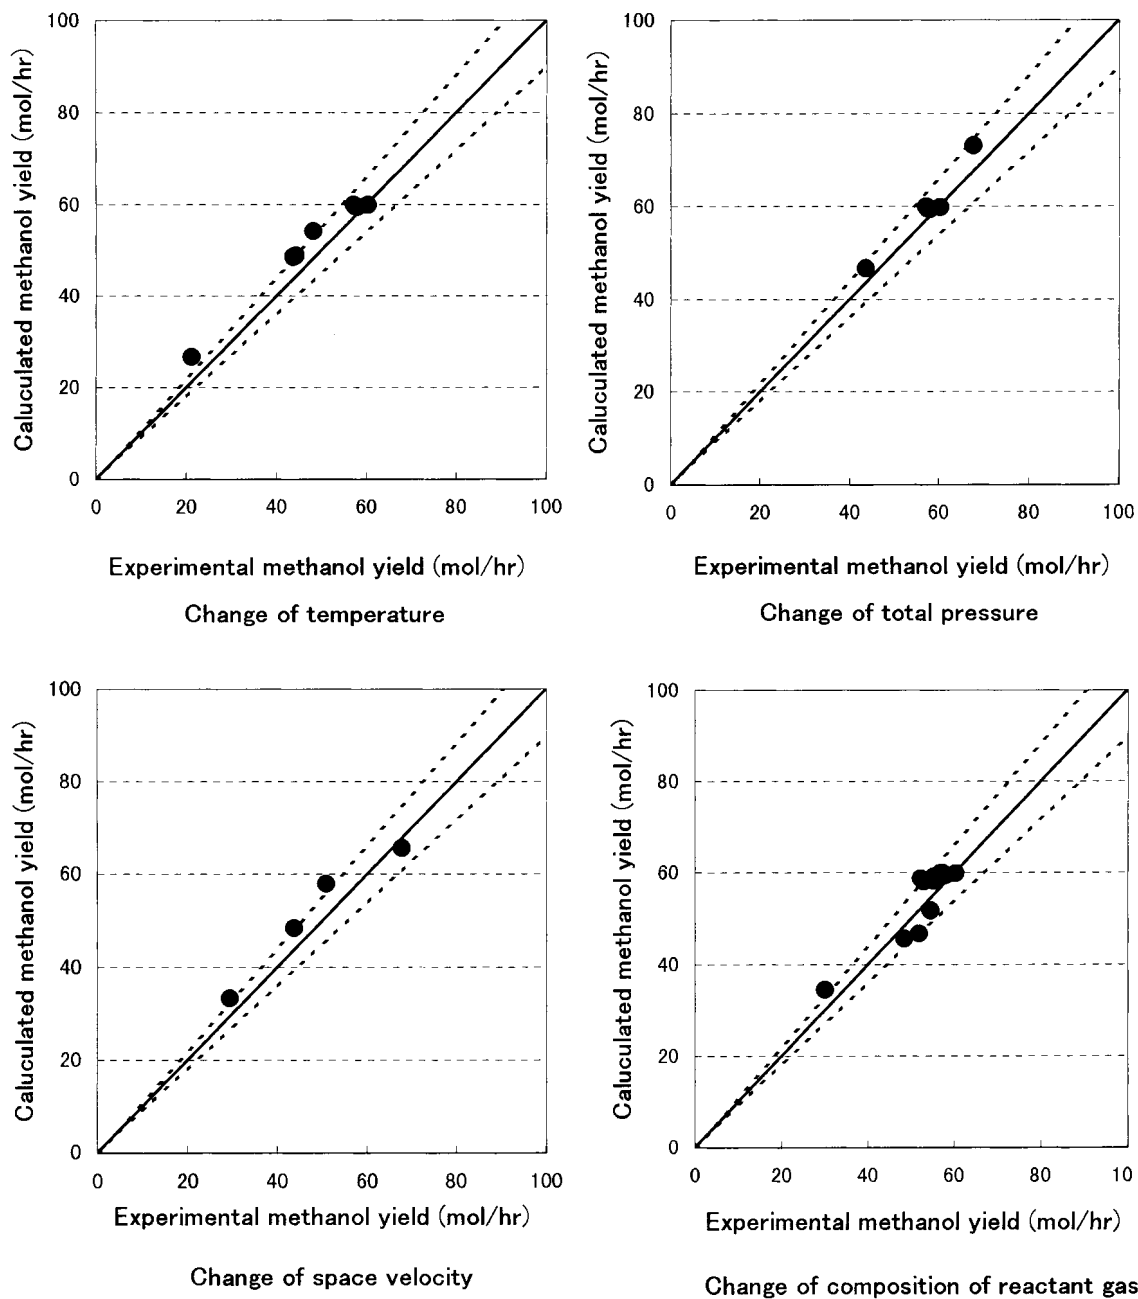 Caluculated methanol yield (mol/hr)
100
80
60
40
20
0
0 20 40 60 80 100
Experimental methanol yield (mol/hr)
Change of temperature
Caluculated methanol yield (mol/hr)
100
80
60
40
20
0
0 20 40 60 80 100
Experimental methanol yield (mol/hr)
Change of total pressure
Caluculated methanol yield (mol/hr)
100
80
60
40
20
0
0 20 40 60 80 100
Experimental methanol yield (mol/hr)
Change of space velocity
Caluculated methanol yield (mol/hr)
100
80
60
40
20
0
0 20 40 60 80 10
Experimental methanol yield (mol/hr)
Change of composition of reactant gas